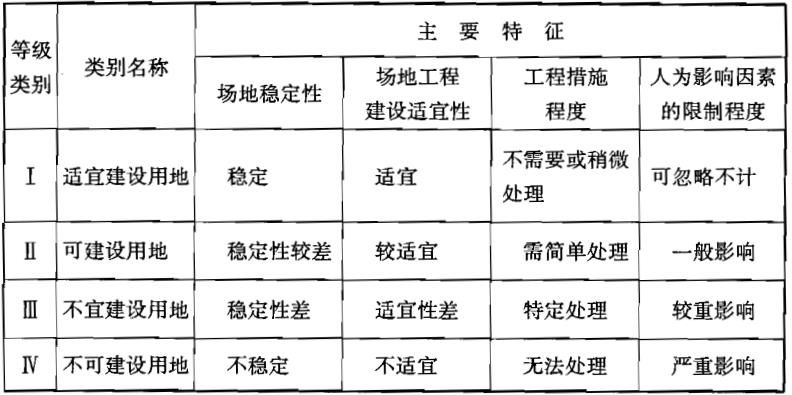 等级
类别
类别名称
主要特征
场地稳定性
场地工程
建设适宜性
工程措施
程度
人为影响因素
的限制程度
Ⅰ 适宜建设用地 稳定 适宜 不需要或稍微
处理 可忽略不计
Ⅱ 可建设用地 稳定性较差 较适宜 需简单处理 一般影响
Ⅲ 不宜建设用地 稳定性差 适宜性差 特定处理 较重影响
Ⅳ 不可建设用地 不稳定 不适宜 无法处理 严重影响